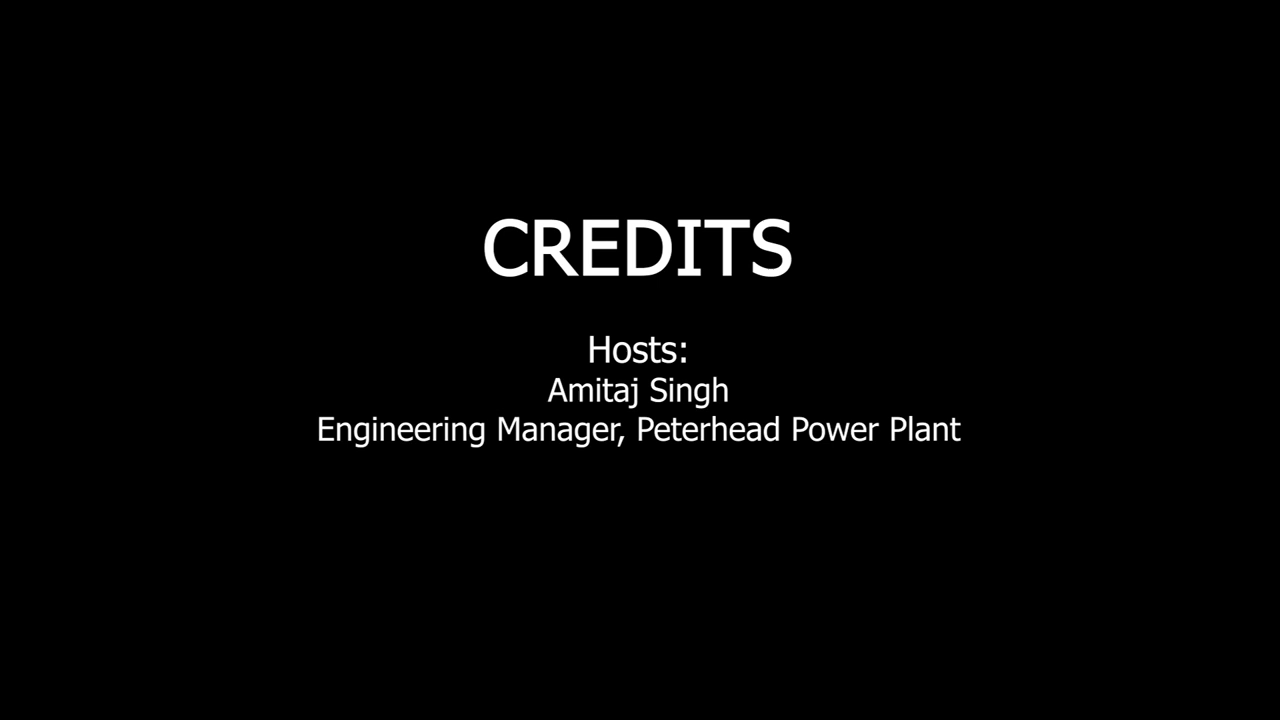 CREDITS
Hosts:
Amitaj Singh
Engineering Manager, Peterhead Power Plant